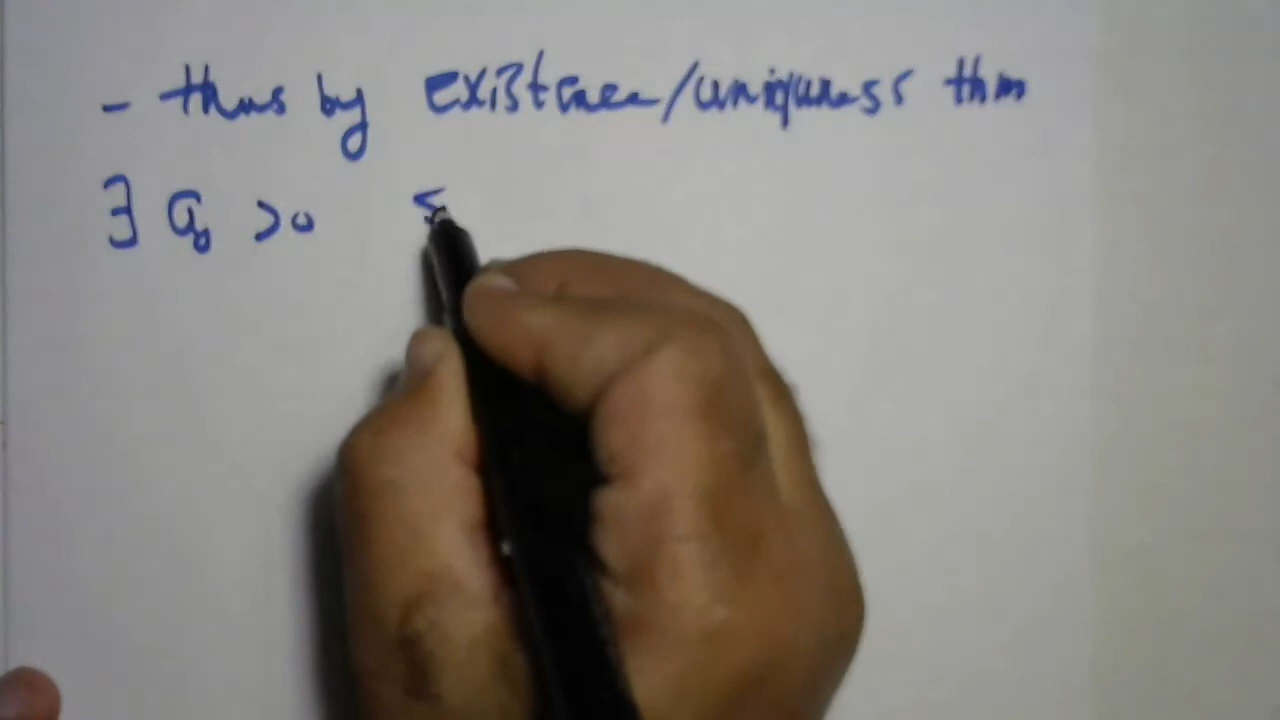 - thus by existence/uniqueness thm
∃ a₀ >0 s